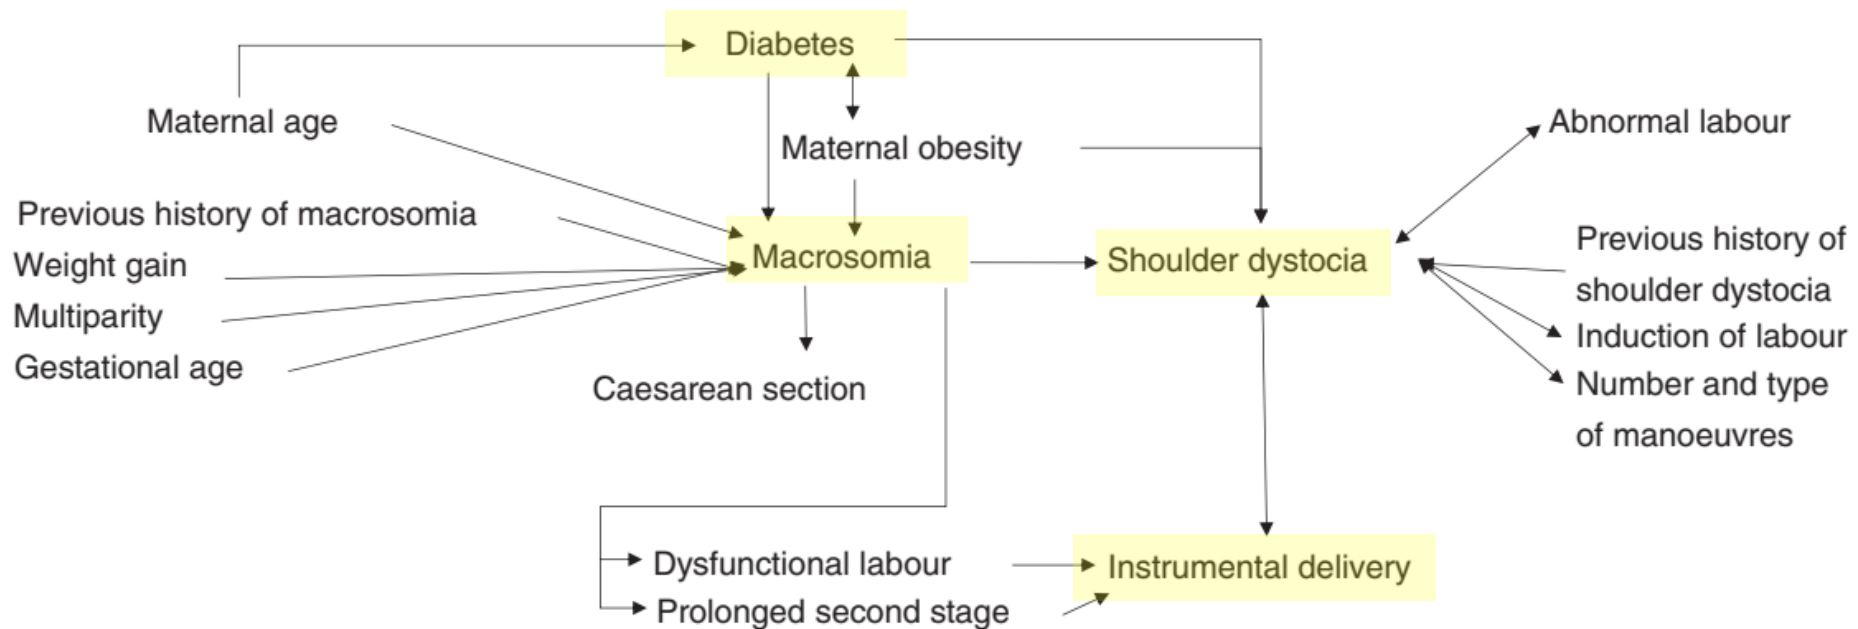 Diabetes
Maternal age
Abnormal labour
Maternal obesity
Previous history of macrosomia
Weight gain
Multiparity
Gestational age
Macrosomia
Shoulder dystocia
Previous history of
shoulder dystocia
Induction of labour
Number and type
of manoeuvres
Caesarean section
Dysfunctional labour
Prolonged second stage
Instrumental delivery